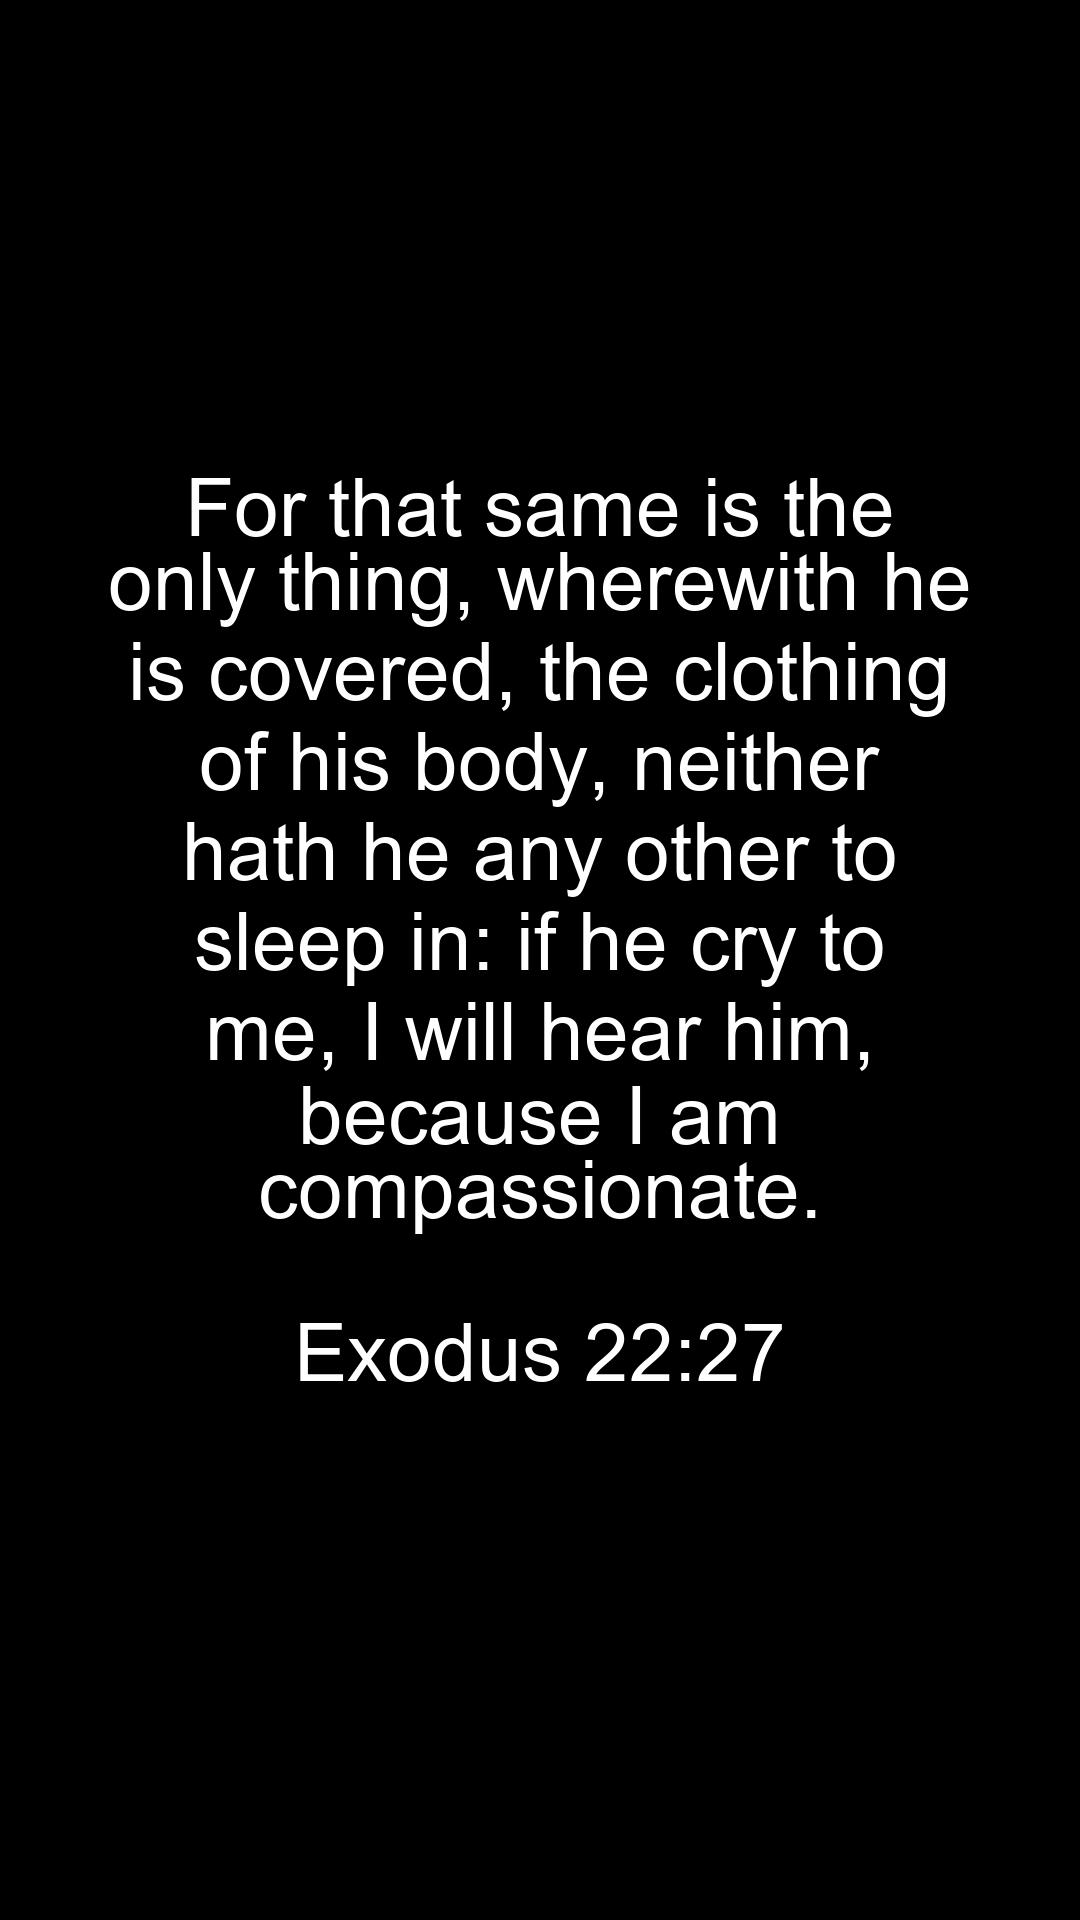 For that same is the
only thing, wherewith he
is covered, the clothing
of his body, neither
hath he any other to
sleep in: if he cry to
me, I will hear him,
because I am
compassionate.
Exodus 22:27